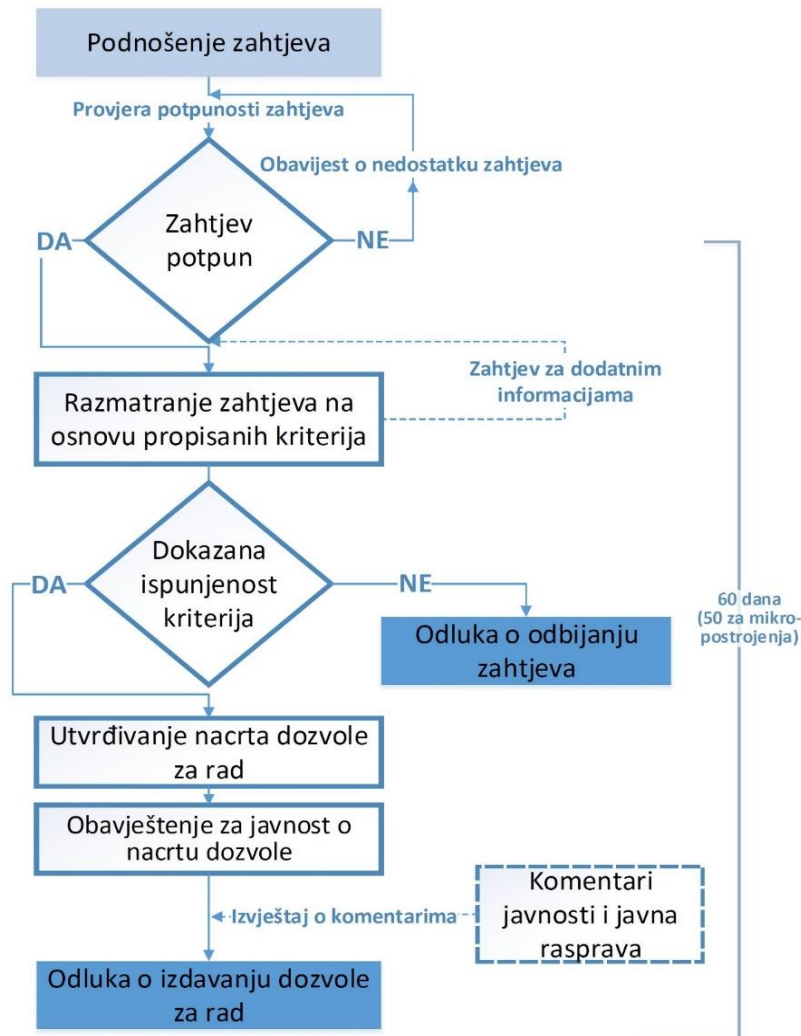 Podnošenje zahtjeva
Provjera potpunosti zahtjeva
Obavijest o nedostatku zahtjeva
Zahtjev
potpun
DA
NE
Zahtjev za dodatnim
informacijama
Razmatranje zahtjeva na
osnovu propisanih kriterija
Dokazana
ispunjenost
kriterija
DA
NE
60 dana
(50 za mikro-
postrojenja)
Odluka o odbijanju
zahtjeva
Utvrđivanje nacrta dozvole
za rad
Obavještenje za javnost o
nacrtu dozvole
Komentari
javnosti i javna
rasprava
Izvještaj o komentarima
Odluka o izdavanju dozvole
za rad